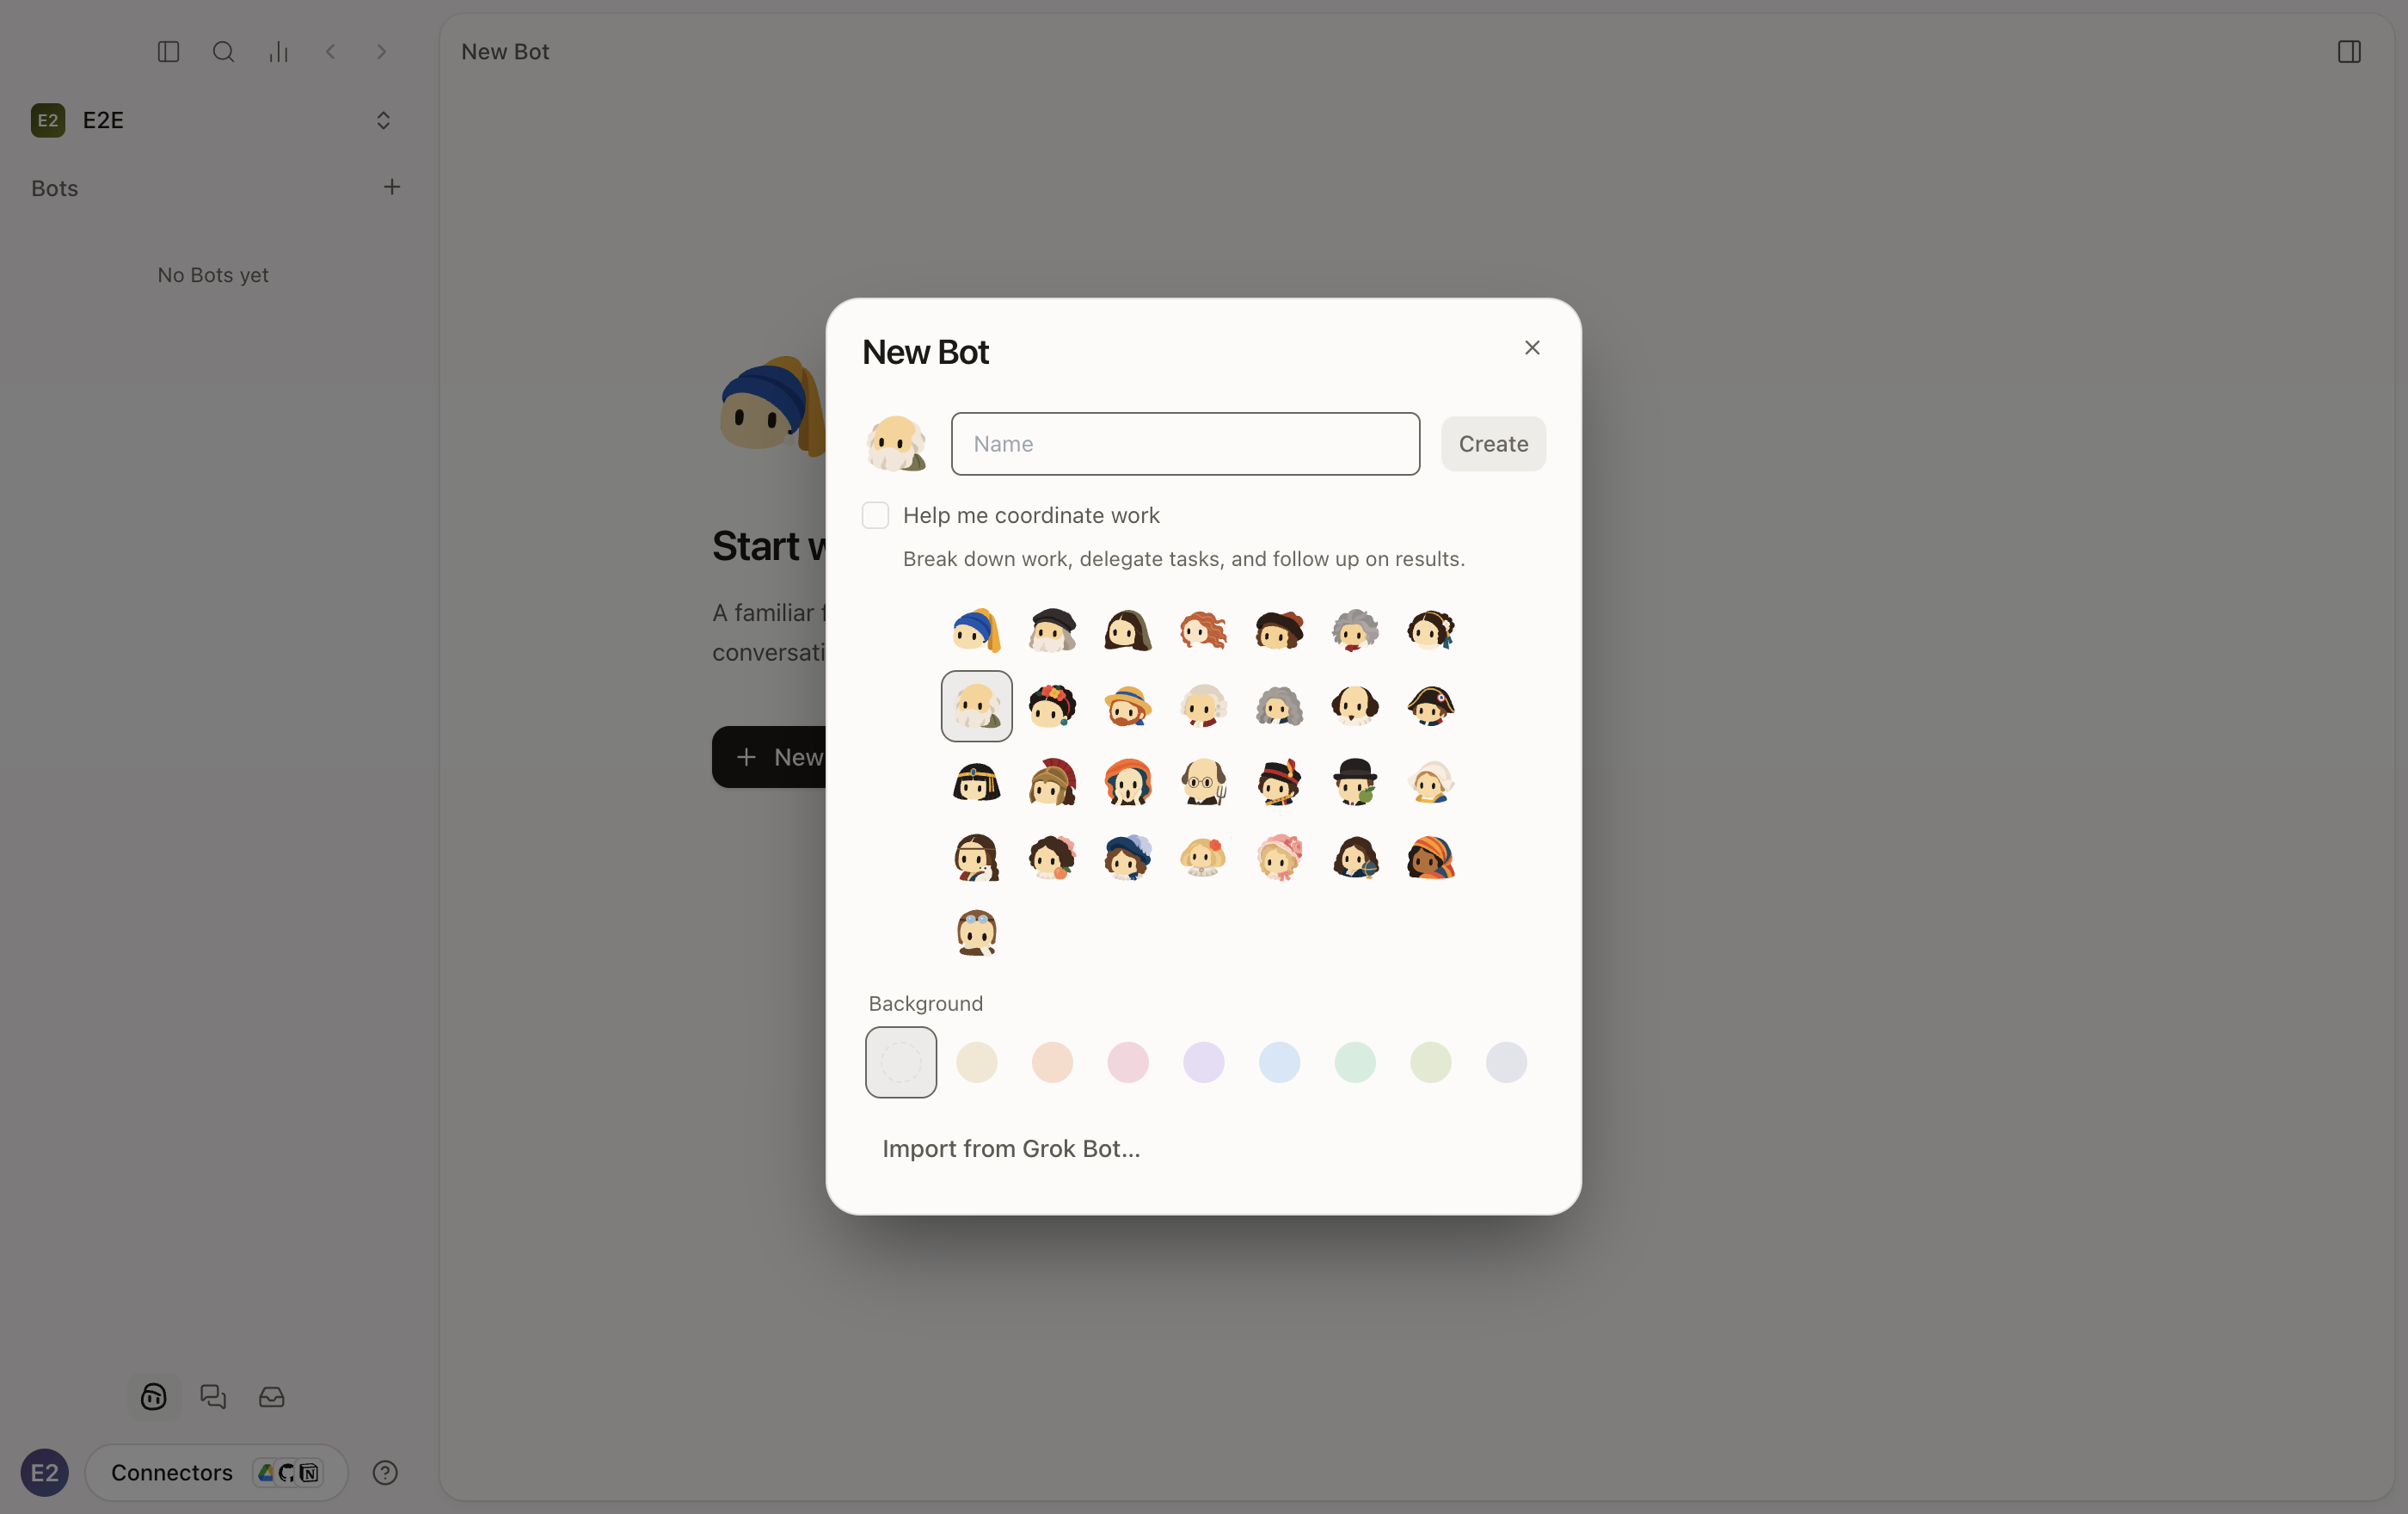 New Bot
E2 E2E
Bots
No Bots yet
Start
A familiar
conversati
New
New Bot
Name
Create
Help me coordinate work
Break down work, delegate tasks, and follow up on results.
Background
Import from Grok Bot...
E2
Connectors